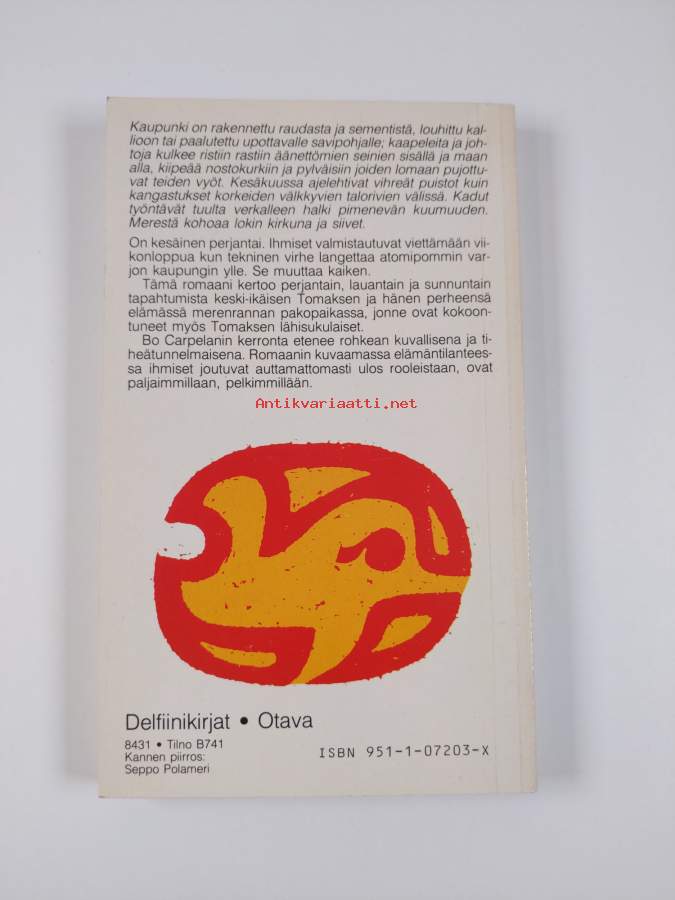 Kaupunki on rakennettu raudasta ja sementistä, louhittu kal-
lioon tai paalutettu upottavalle savipohjalle; kaapeleita ja joh-
toja kulkee ristiin rastiin äänettömien seinien sisällä ja maan
alla, kiipeää nostokurkiin ja pylväisiin joiden lomaan pujottu-
vat teiden vyöt. Kesäkuussa ajelehtivat vihreät puistot kuin
kangastukset korkeiden välkkyvien talorivien välissä. Kadut
työntävät tuulta verkalleen halki pimenevän kuumuuden.
Merestä kohoaa lokin kirkuna ja siivet.
On kesäinen perjantai. Ihmiset valmistautuvat viettämään vii-
konloppua kun tekninen virhe langettaa atomipommin var-
jon kaupungin ylle. Se muuttaa kaiken.
Tämä romaani kertoo perjantain, lauantain ja sunnuntain
tapahtumista keski-ikäisen Tomaksen ja hänen perheensä
elämässä merenrannan pakopaikassa, jonne ovat kokoon-
tuneet myös Tomaksen lähisukulaiset.
Bo Carpelanin kerronta etenee rohkean kuvallisena ja ti-
heätunnelmaisena. Romaanin kuvaamassa elämäntilantees-
sa ihmiset joutuvat auttamattomasti ulos rooleistaan, ovat
paljaimmillaan, pelkimmillään.
Antikvariaatti.net
Delfiinikirjat • Otava
8431 • Tilno B741
Kannen piirros:
Seppo Polameri
ISBN 951-1-07203-X